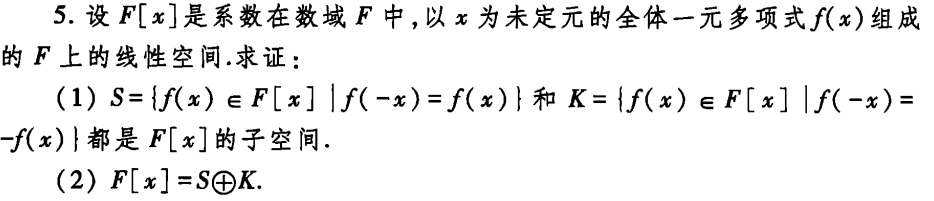 5. 设 F[x]是系数在数域 F 中,以 x 为未定元的全体一元多项式f(x)组成
的 F 上的线性空间.求证:
(1) S={f(x)∈F[x]|f(-x)=f(x)}和 K={f(x)∈F[x]|f(-x)=
-f(x)}都是 F[x]的子空间.
(2) F[x]=S⊕K.